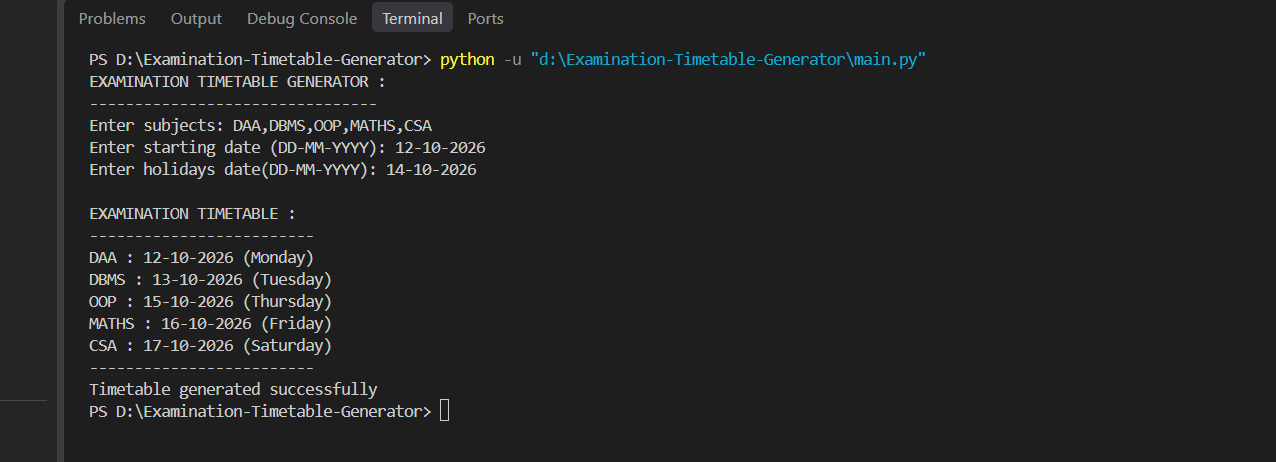 Problems Output Debug Console Terminal Ports
PS D:\Examination-Timetable-Generator> python -u "d:\Examination-Timetable-Generator\main.py"
EXAMINATION TIMETABLE GENERATOR :
--------------------------------
Enter subjects: DAA,DBMS,OOP,MATHS,CSA
Enter starting date (DD-MM-YYYY): 12-10-2026
Enter holidays date(DD-MM-YYYY): 14-10-2026
EXAMINATION TIMETABLE :
-------------------------
DAA : 12-10-2026 (Monday)
DBMS : 13-10-2026 (Tuesday)
OOP : 15-10-2026 (Thursday)
MATHS : 16-10-2026 (Friday)
CSA : 17-10-2026 (Saturday)
-------------------------
Timetable generated successfully
PS D:\Examination-Timetable-Generator>